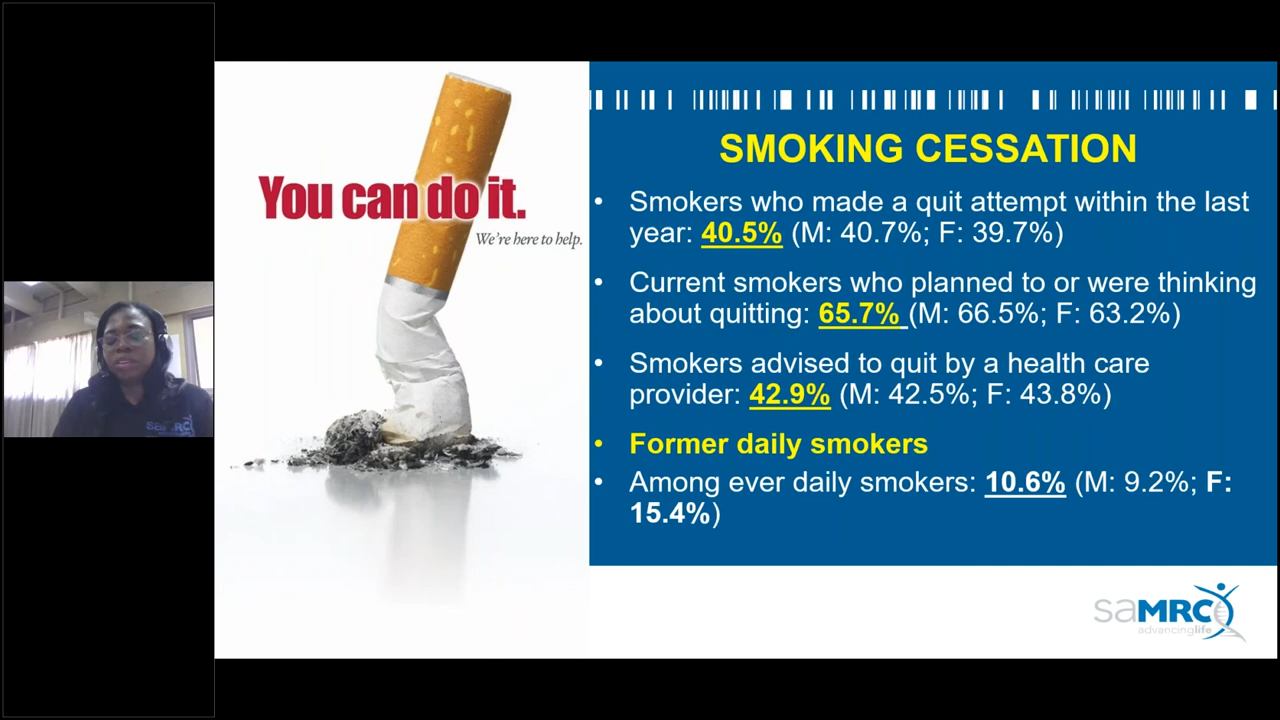 You can do it.
We're here to help.
SMOKING CESSATION
• Smokers who made a quit attempt within the last
year: 40.5% (M: 40.7%; F: 39.7%)
• Current smokers who planned to or were thinking
about quitting: 65.7% (M: 66.5%; F: 63.2%)
• Smokers advised to quit by a health care
provider: 42.9% (M: 42.5%; F: 43.8%)
• Former daily smokers
• Among ever daily smokers: 10.6% (M: 9.2%; F:
15.4%)
saMRC
advancinglife
saMRC